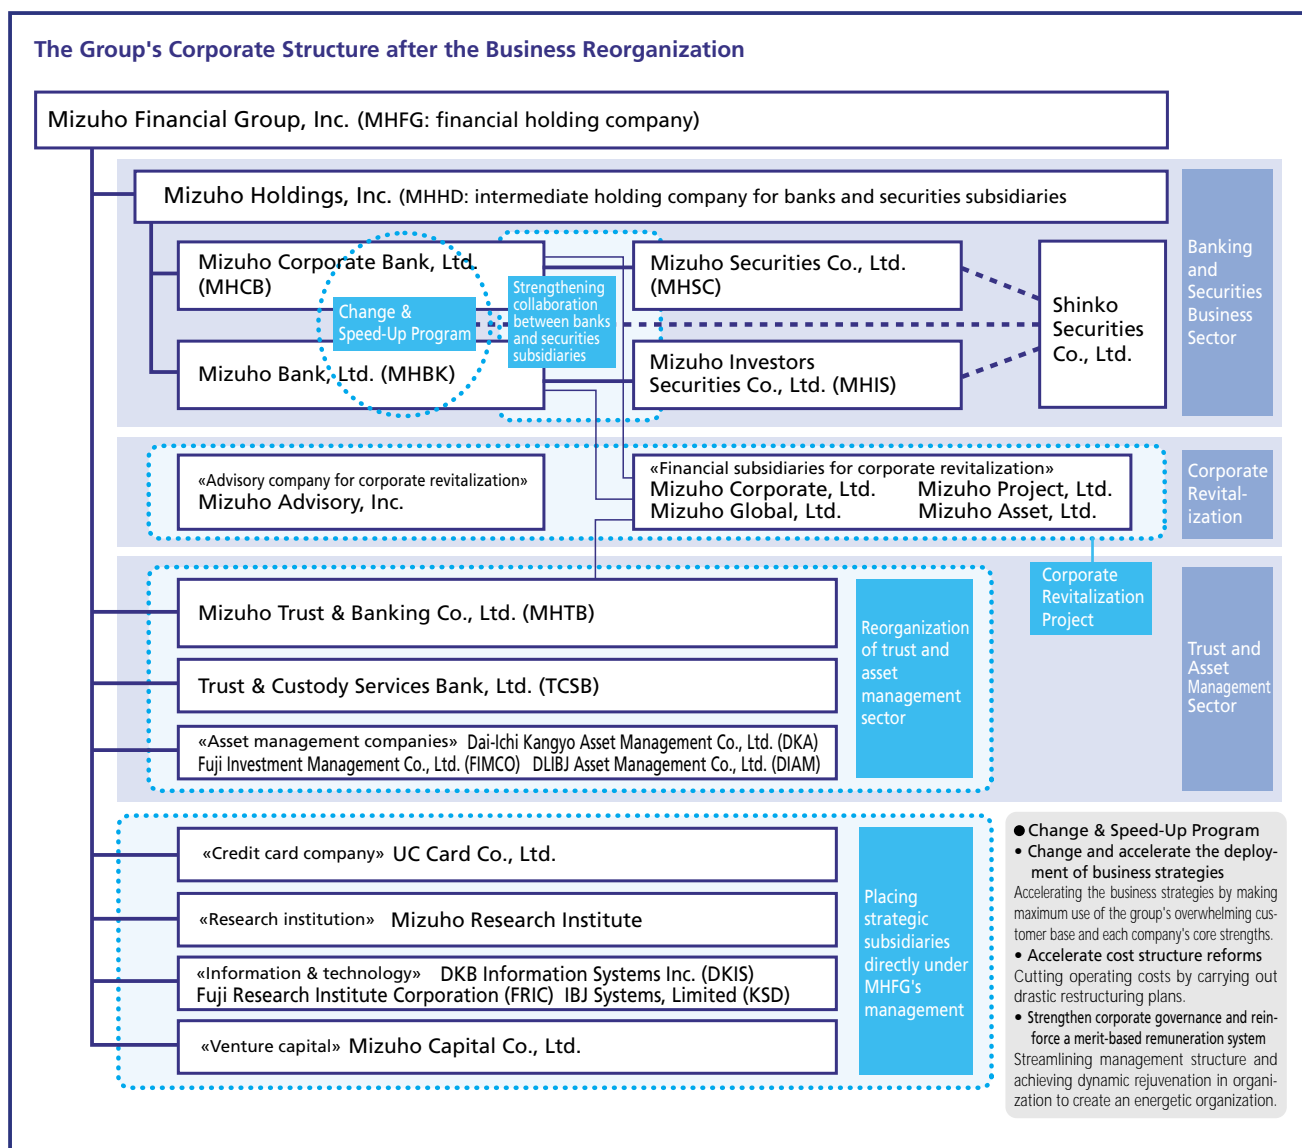 The Group's Corporate Structure after the Business Reorganization
Mizuho Financial Group, Inc. (MHFG: financial holding company)
Mizuho Holdings, Inc. (MHHD: intermediate holding company for banks and securities subsidiaries
Banking
and
Securities
Business
Sector
Mizuho Corporate Bank, Ltd.
(MHCB)
Change &
Speed-Up Program
Mizuho Bank, Ltd. (MHBK)
Strengthening
collaboration
between banks
and securities
subsidiaries
Mizuho Securities Co., Ltd.
(MHSC)
Mizuho Investors
Securities Co., Ltd. (MHIS)
Shinko
Securities
Co., Ltd.
«Advisory company for corporate revitalization»
Mizuho Advisory, Inc.
«Financial subsidiaries for corporate revitalization»
Mizuho Corporate, Ltd. Mizuho Project, Ltd.
Mizuho Global, Ltd. Mizuho Asset, Ltd.
Corporate
Revital-
ization
Corporate
Revitalization
Project
Mizuho Trust & Banking Co., Ltd. (MHTB)
Trust & Custody Services Bank, Ltd. (TCSB)
«Asset management companies» Dai-Ichi Kangyo Asset Management Co., Ltd. (DKA)
Fuji Investment Management Co., Ltd. (FIMCO) DLIBJ Asset Management Co., Ltd. (DIAM)
Reorganization
of trust and
asset
management
sector
Trust and
Asset
Management
Sector
«Credit card company» UC Card Co., Ltd.
«Research institution» Mizuho Research Institute
«Information & technology» DKB Information Systems Inc. (DKIS)
Fuji Research Institute Corporation (FRIC) IBJ Systems, Limited (KSD)
«Venture capital» Mizuho Capital Co., Ltd.
Placing
strategic
subsidiaries
directly under
MHFG's
management
● Change & Speed-Up Program
• Change and accelerate the deploy-
ment of business strategies
Accelerating the business strategies by making
maximum use of the group's overwhelming cus-
tomer base and each company's core strengths.
• Accelerate cost structure reforms
Cutting operating costs by carrying out
drastic restructuring plans.
• Strengthen corporate governance and rein-
force a merit-based remuneration system
Streamlining management structure and
achieving dynamic rejuvenation in organi-
zation to create an energetic organization.